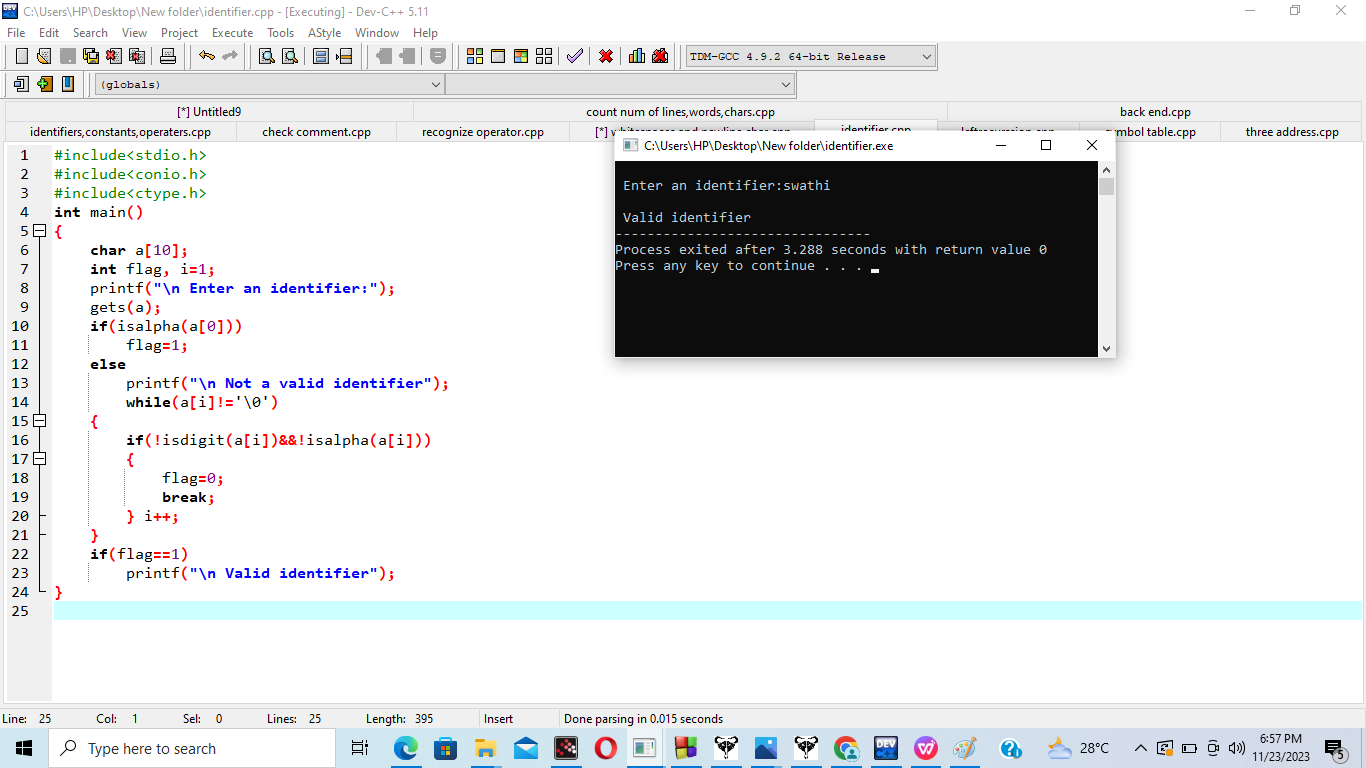 C:\Users\HP\Desktop\New folder\identifier.cpp - [Executing] - Dev-C++ 5.11
File Edit Search View Project Execute Tools AStyle Window Help
TDM-GCC 4.9.2 64-bit Release
(globals)
[*] Untitled9 count num of lines,words,chars.cpp back end.cpp
identifiers,constants,operaters.cpp check comment.cpp recognize operator.cpp [*] whitespaces and newline char.cpp identifier.cpp leftrecursion.cpp symbol table.cpp three address.cpp
C:\Users\HP\Desktop\New folder\identifier.exe
Enter an identifier:swathi
Valid identifier
--------------------------------
Process exited after 3.288 seconds with return value 0
Press any key to continue . . .
1 #include<stdio.h>
2 #include<conio.h>
3 #include<ctype.h>
4 int main()
5 {
6 char a[10];
7 int flag, i=1;
8 printf("\n Enter an identifier:");
9 gets(a);
10 if(isalpha(a[0]))
11 flag=1;
12 else
13 printf("\n Not a valid identifier");
14 while(a[i]!='\0')
15 {
16 if(!isdigit(a[i])&&!isalpha(a[i]))
17 {
18 flag=0;
19 break;
20 } i++;
21 }
22 if(flag==1)
23 printf("\n Valid identifier");
24 }
25
Line: 25 Col: 1 Sel: 0 Lines: 25 Length: 395 Insert Done parsing in 0.015 seconds
Type here to search
DEV
28°C
6:57 PM
11/23/2023
5